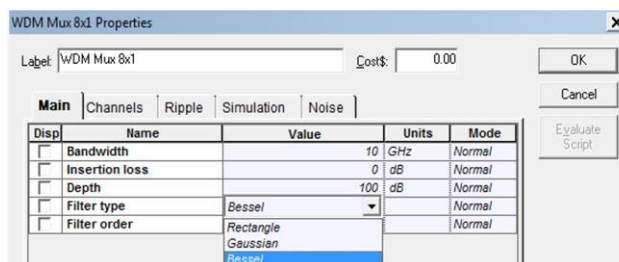 WDM Mux 8x1 Properties
Label: WDM Mux 8x1 Cost$: 0.00 OK
Cancel
Evaluate Script
Main Channels Ripple Simulation Noise
Disp Name Value Units Mode
Bandwidth 10 GHz Normal
Insertion loss 0 dB Normal
Depth 100 dB Normal
Filter type Bessel Normal
Filter order Rectangle Normal
Gaussian
Bessel